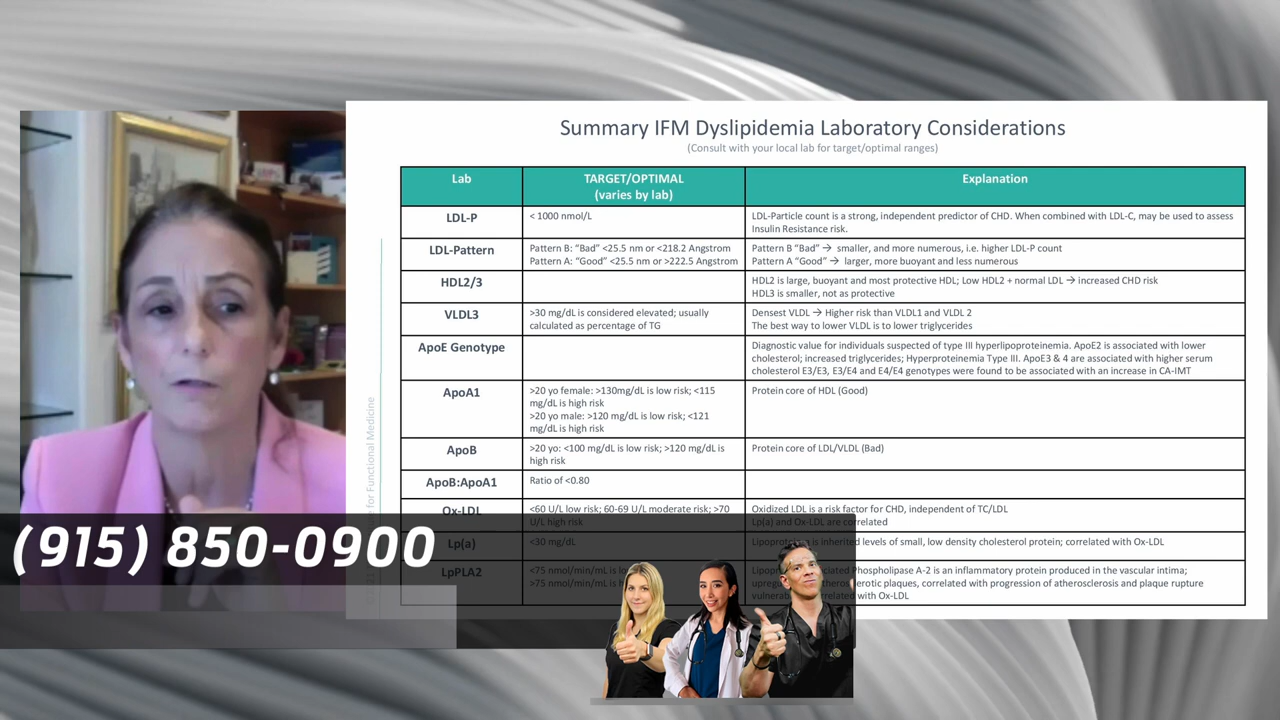 Summary IFM Dyslipidemia Laboratory Considerations
(Consult with your local lab for target/optimal ranges)
Lab
TARGET/OPTIMAL
(varies by lab)
Explanation
LDL-P
< 1000 nmol/L
LDL-Particle count is a strong, independent predictor of CHD. When combined with LDL-C, may be used to assess
Insulin Resistance risk.
LDL-Pattern
Pattern B: “Bad” <25.5 nm or <218.2 Angstrom
Pattern A: “Good” <25.5 nm or >222.5 Angstrom
Pattern B “Bad” → smaller, and more numerous, i.e. higher LDL-P count
Pattern A “Good” → larger, more buoyant and less numerous
HDL2/3
HDL2 is large, buoyant and most protective HDL; Low HDL2 + normal LDL → increased CHD risk
HDL3 is smaller, not as protective
VLDL3
>30 mg/dL is considered elevated; usually
calculated as percentage of TG
Densest VLDL → Higher risk than VLDL1 and VLDL 2
The best way to lower VLDL is to lower triglycerides
ApoE Genotype
Diagnostic value for individuals suspected of type III hyperlipoproteinemia. ApoE2 is associated with lower
cholesterol; increased triglycerides; Hyperproteinemia Type III. ApoE3 & 4 are associated with higher serum
cholesterol E3/E3, E3/E4 and E4/E4 genotypes were found to be associated with an increase in CA-IMT
ApoA1
>20 yo female: >130mg/dL is low risk; <115
mg/dL is high risk
>20 yo male: >120 mg/dL is low risk; <121
mg/dL is high risk
Protein core of HDL (Good)
ApoB
>20 yo: <100 mg/dL is low risk; >120 mg/dL is
high risk
Protein core of LDL/VLDL (Bad)
ApoB:ApoA1
Ratio of <0.80
Ox-LDL
<60 U/L low risk; 60-69 U/L moderate risk; >70
U/L high risk
Oxidized LDL is a risk factor for CHD, independent of TC/LDL
Lp(a) and Ox-LDL are correlated
Lp(a)
<30 mg/dL
is inherited levels of small, low density cholesterol protein; correlated with Ox-LDL
LpPLA2
<75 nmol/min/mL is
>75 nmol/min/mL is
Phospholipase A-2 is an inflammatory protein produced in the vascular intima;
plaques, correlated with progression of atherosclerosis and plaque rupture
with Ox-LDL
for Functional Medicine
(915) 850-0900